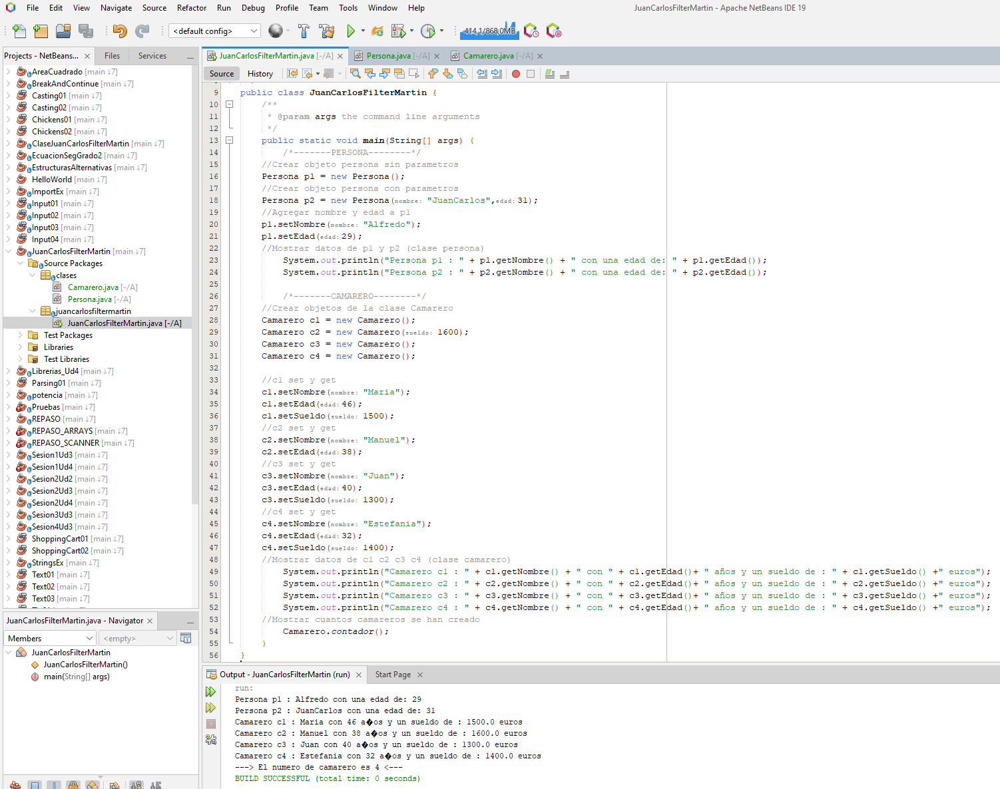 File Edit View Navigate Source Refactor Run Debug Profile Team Tools Window Help
JuanCarlosFilterMartin - Apache NetBeans IDE 19
<default config>
414,1/868,0MB
Projects - NetBeans...
Files
Services
AreaCuadrado [main ↓7]
BreakAndContinue [main ↓7]
Casting01 [main ↓7]
Casting02 [main ↓7]
Chickens01 [main ↓7]
Chickens02 [main ↓7]
ClaseJuanCarlosFilterMartin [main ↓7]
EcuacionSegGrado2 [main ↓7]
EstructurasAlternativas [main ↓7]
HelloWorld [main ↓7]
ImportEx [main ↓7]
Input01 [main ↓7]
Input02 [main ↓7]
Input03 [main ↓7]
Input04 [main ↓7]
JuanCarlosFilterMartin [main ↓7]
Source Packages
clases
Camarero.java [-/A]
Persona.java [-/A]
juancarlosfiltermartin
JuanCarlosFilterMartin.java [-/A]
Test Packages
Libraries
Test Libraries
Librerias_Ud4 [main ↓7]
Parsing01 [main ↓7]
potencia [main ↓7]
Pruebas [main ↓7]
REPASO [main ↓7]
REPASO_ARRAYS [main ↓7]
REPASO_SCANNER [main ↓7]
Sesion1Ud3 [main ↓7]
Sesion1Ud4 [main ↓7]
Sesion2Ud2 [main ↓7]
Sesion2Ud3 [main ↓7]
Sesion2Ud4 [main ↓7]
Sesion3Ud3 [main ↓7]
Sesion4Ud3 [main ↓7]
ShoppingCart01 [main ↓7]
ShoppingCart02 [main ↓7]
StringsEx [main ↓7]
Text01 [main ↓7]
Text02 [main ↓7]
Text03 [main ↓7]
JuanCarlosFilterMartin.java - Navigator
Members
<empty>
JuanCarlosFilterMartin
JuanCarlosFilterMartin()
main(String[] args)
JuanCarlosFilterMartin.java [-/A]
Persona.java [-/A]
Camarero.java [-/A]
Source History
9 public class JuanCarlosFilterMartin {
10 /**
11 * @param args the command line arguments
12 */
13 public static void main(String[] args) {
14 /*-------PERSONA--------*/
15 //Crear objeto persona sin parametros
16 Persona p1 = new Persona();
17 //Crear objeto persona con parametros
18 Persona p2 = new Persona(nombre: "JuanCarlos",edad:31);
19 //Agregar nombre y edad a p1
20 p1.setNombre(nombre: "Alfredo");
21 p1.setEdad(edad:29);
22 //Mostrar datos de p1 y p2 (clase persona)
23 System.out.println("Persona p1 : " + p1.getNombre() + " con una edad de: " + p1.getEdad());
24 System.out.println("Persona p2 : " + p2.getNombre() + " con una edad de: " + p2.getEdad());
25
26 /*-------CAMARERO--------*/
27 //Crear objetos de la clase Camarero
28 Camarero c1 = new Camarero();
29 Camarero c2 = new Camarero(sueldo: 1600);
30 Camarero c3 = new Camarero();
31 Camarero c4 = new Camarero();
32
33 //c1 set y get
34 c1.setNombre(nombre: "Maria");
35 c1.setEdad(edad:46);
36 c1.setSueldo(sueldo: 1500);
37 //c2 set y get
38 c2.setNombre(nombre: "Manuel");
39 c2.setEdad(edad:38);
40 //c3 set y get
41 c3.setNombre(nombre: "Juan");
42 c3.setEdad(edad:40);
43 c3.setSueldo(sueldo: 1300);
44 //c4 set y get
45 c4.setNombre(nombre: "Estefania");
46 c4.setEdad(edad:32);
47 c4.setSueldo(sueldo: 1400);
48 //Mostrar datos de c1 c2 c3 c4 (clase camarero)
49 System.out.println("Camarero c1 : " + c1.getNombre() + " con " + c1.getEdad()+ " años y un sueldo de : " + c1.getSueldo() +" euros");
50 System.out.println("Camarero c2 : " + c2.getNombre() + " con " + c2.getEdad()+ " años y un sueldo de : " + c2.getSueldo() +" euros");
51 System.out.println("Camarero c3 : " + c3.getNombre() + " con " + c3.getEdad()+ " años y un sueldo de : " + c3.getSueldo() +" euros");
52 System.out.println("Camarero c4 : " + c4.getNombre() + " con " + c4.getEdad()+ " años y un sueldo de : " + c4.getSueldo() +" euros");
53 //Mostrar cuantos camareros se han creado
54 Camarero.contador();
55 }
56 }
Output - JuanCarlosFilterMartin (run)
Start Page
run:
Persona p1 : Alfredo con una edad de: 29
Persona p2 : JuanCarlos con una edad de: 31
Camarero c1 : Maria con 46 a�os y un sueldo de : 1500.0 euros
Camarero c2 : Manuel con 38 a�os y un sueldo de : 1600.0 euros
Camarero c3 : Juan con 40 a�os y un sueldo de : 1300.0 euros
Camarero c4 : Estefania con 32 a�os y un sueldo de : 1400.0 euros
---> El numero de camarero es 4 <---
BUILD SUCCESSFUL (total time: 0 seconds)